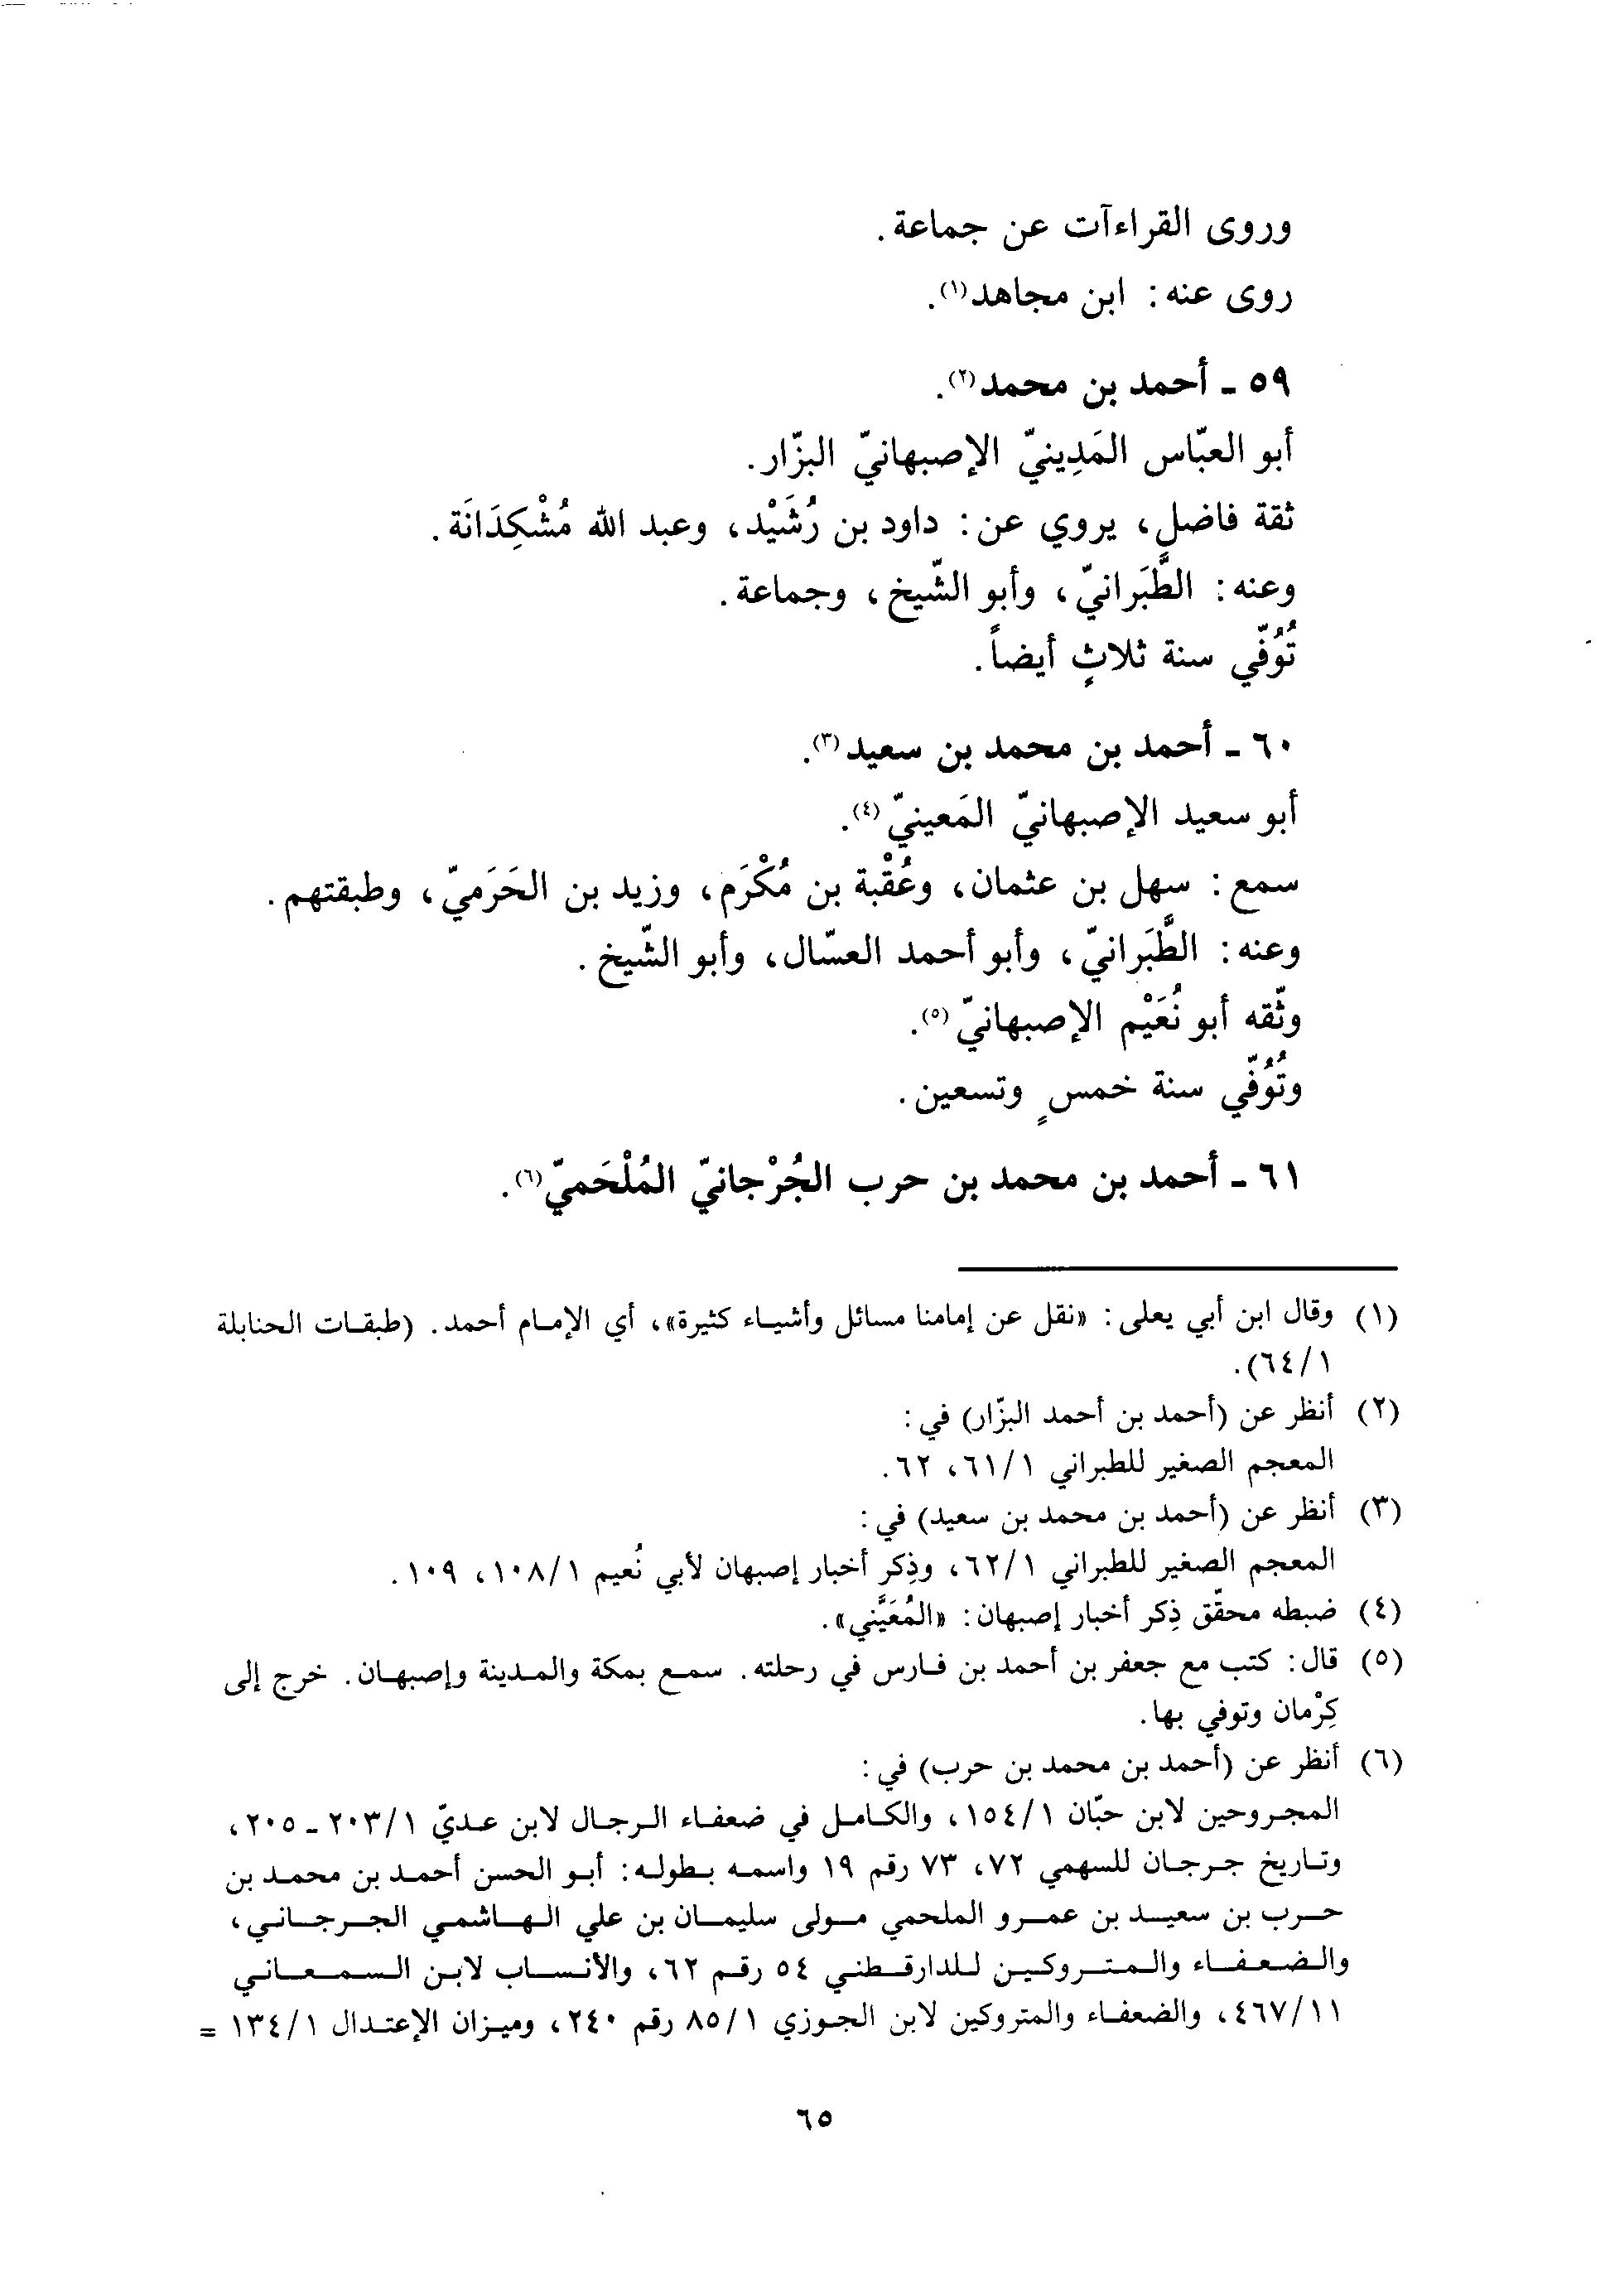 وروى القراءآت عن جماعة.
روى عنه: ابن مجاهد(١).
٥٩ ـ أحمد بن محمد(٢).
أبو العبّاس المَدِينيّ الإصبهانيّ البزّار.
ثقة فاضل، يروي عن: داود بن رُشَيْد، وعبد الله مُشْكِدَانَة.
وعنه: الطَّبَرانيّ، وأبو الشّيخ، وجماعة.
تُوُفّي سنة ثلاثٍ أيضاً.
٦٠ ـ أحمد بن محمد بن سعيد(٣).
أبو سعيد الإصبهانيّ المَعينيّ(٤).
سمع: سهل بن عثمان، وعُقْبة بن مُكْرَم، وزيد بن الحَرَميّ، وطبقتهم.
وعنه: الطَّبَرانيّ، وأبو أحمد العسّال، وأبو الشّيخ.
وثّقه أبو نُعَيْم الإصبهانيّ(٥).
وتُوُفّي سنة خمسٍ وتسعين.
٦١ ـ أحمد بن محمد بن حرب الجُرْجانيّ المُلْحَميّ(٦).
(١) وقال ابن أبي يعلى: «نقل عن إمامنا مسائل وأشياء كثيرة»، أي الإمام أحمد. (طبقات الحنابلة
٦٤/١).
(٢) أنظر عن (أحمد بن أحمد البزّار) في:
المعجم الصغير للطبراني ٦١/١، ٦٢.
(٣) أنظر عن (أحمد بن محمد بن سعيد) في:
المعجم الصغير للطبراني ٦٢/١، وذِكر أخبار إصبهان لأبي نُعيم ١٠٨/١، ١٠٩.
(٤) ضبطه محقّق ذِكر أخبار إصبهان: «المُعَيَّني».
(٥) قال: كتب مع جعفر بن أحمد بن فارس في رحلته. سمع بمكة والمدينة وإصبهان. خرج إلى
كِرْمان وتوفي بها.
(٦) أنظر عن (أحمد بن محمد بن حرب) في:
المجروحين لابن حبّان ١٥٤/١، والكامل في ضعفاء الرجال لابن عديّ ٢٠٣/١ ـ ٢٠٥،
وتاريخ جرجان للسهمي ٧٢، ٧٣ رقم ١٩ واسمه بطوله: أبو الحسن أحمد بن محمد بن
حرب بن سعيد بن عمرو الملحمي مولى سليمان بن علي الهاشمي الجرجاني،
والضعفاء والمتروكين للدارقطني ٥٤ رقم ٦٢، والأنساب لابن السمعاني
٤٦٧/١١، والضعفاء والمتروكين لابن الجوزي ٨٥/١ رقم ٢٤٠، وميزان الإعتدال ١٣٤/١ =
٦٥